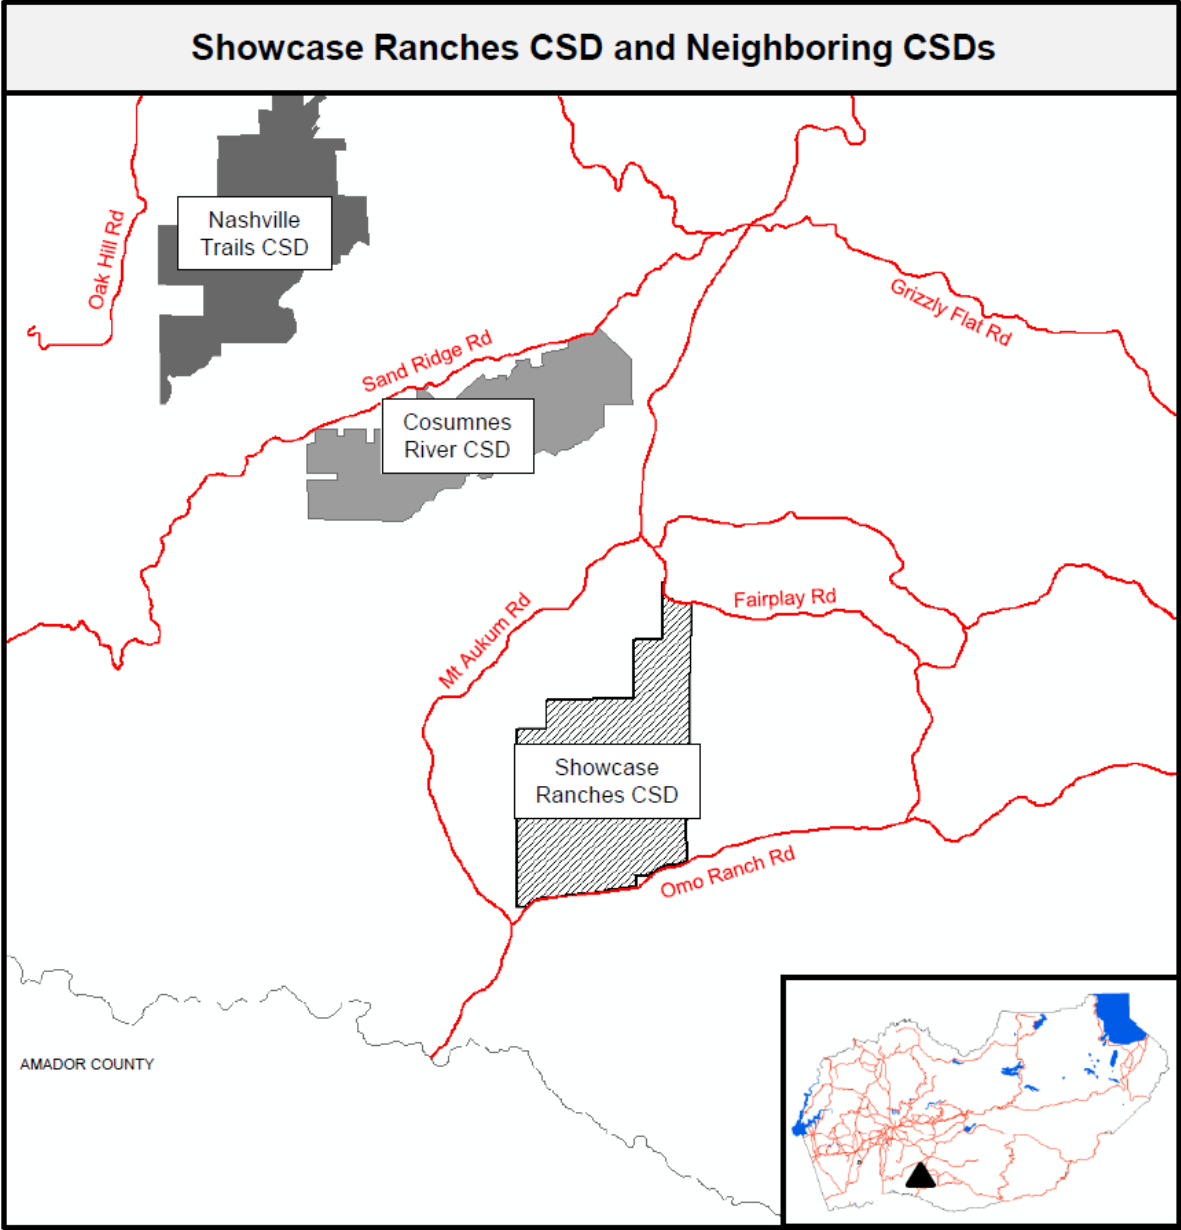 Showcase Ranches CSD and Neighboring CSDs
Nashville
Trails CSD
Oak Hill Rd
Grizzly Flat Rd
Sand Ridge Rd
Cosumnes
River CSD
Fairplay Rd
Mt Aukum Rd
Showcase
Ranches CSD
Omo Ranch Rd
AMADOR COUNTY